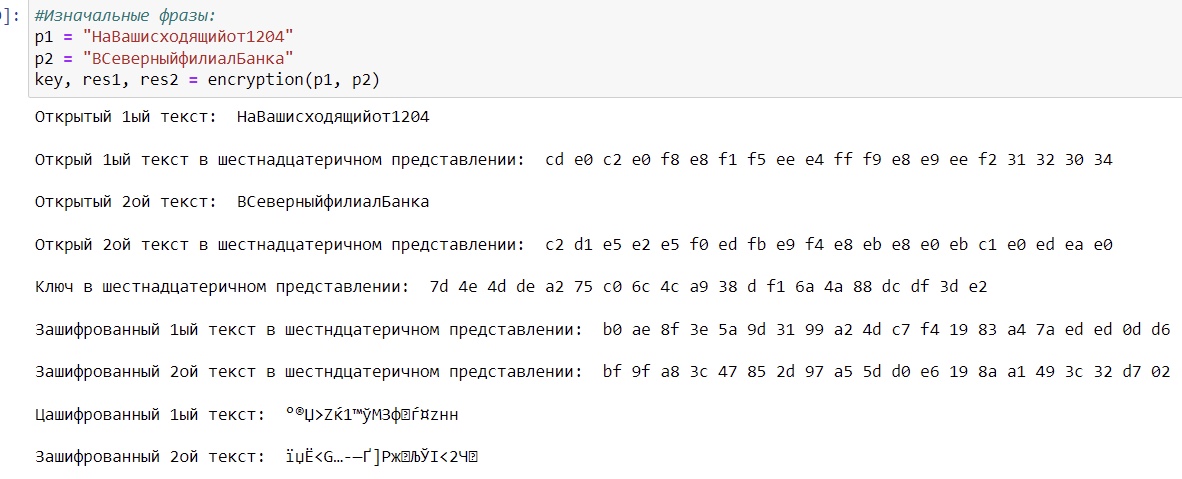 ]: #Изначальные фразы:
p1 = "НаВашисходящийот1204"
p2 = "ВСеверныйфилиалБанка"
key, res1, res2 = encryption(p1, p2)
Открытый 1ый текст:  НаВашисходящийот1204
Открый 1ый текст в шестнадцатеричном представлении:  cd e0 c2 e0 f8 e8 f1 f5 ee e4 ff f9 e8 e9 ee f2 31 32 30 34
Открытый 2ой текст:  ВСеверныйфилиалБанка
Открый 2ой текст в шестнадцатеричном представлении:  c2 d1 e5 e2 e5 f0 ed fb e9 f4 e8 eb e8 e0 eb c1 e0 ed ea e0
Ключ в шестнадцатеричном представлении:  7d 4e 4d de a2 75 c0 6c 4c a9 38 d f1 6a 4a 88 dc df 3d e2
Зашифрованный 1ый текст в шестндцатеричном представлении:  b0 ae 8f 3e 5a 9d 31 99 a2 4d c7 f4 19 83 a4 7a ed ed 0d d6
Зашифрованный 2ой текст в шестндцатеричном представлении:  bf 9f a8 3c 47 85 2d 97 a5 5d d0 e6 19 8a a1 49 3c 32 d7 02
Цашифрованный 1ый текст:  °®Џ>Zќ1™ўMЗфѓ¤zнн
Зашифрованный 2ой текст:  їџЁ<G…-—Ґ]РжЉЎI<2Ч